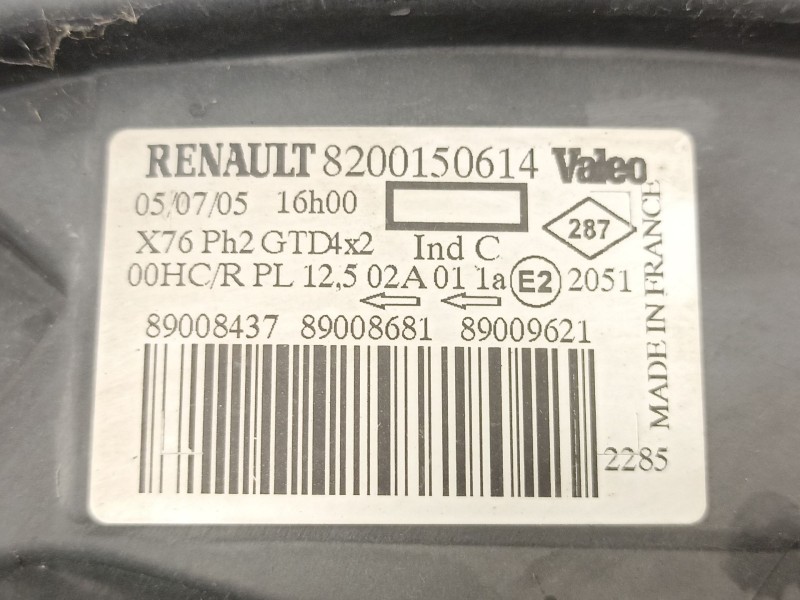 RENAULT 8200150614 Valeo
05/07/05 16h00
287
X76 Ph2 GTD4x2 Ind C
00HC/R PL 12,5 02A 01 1a E2 2051
89008437 89008681 89009621
2285
MADE IN FRANCE